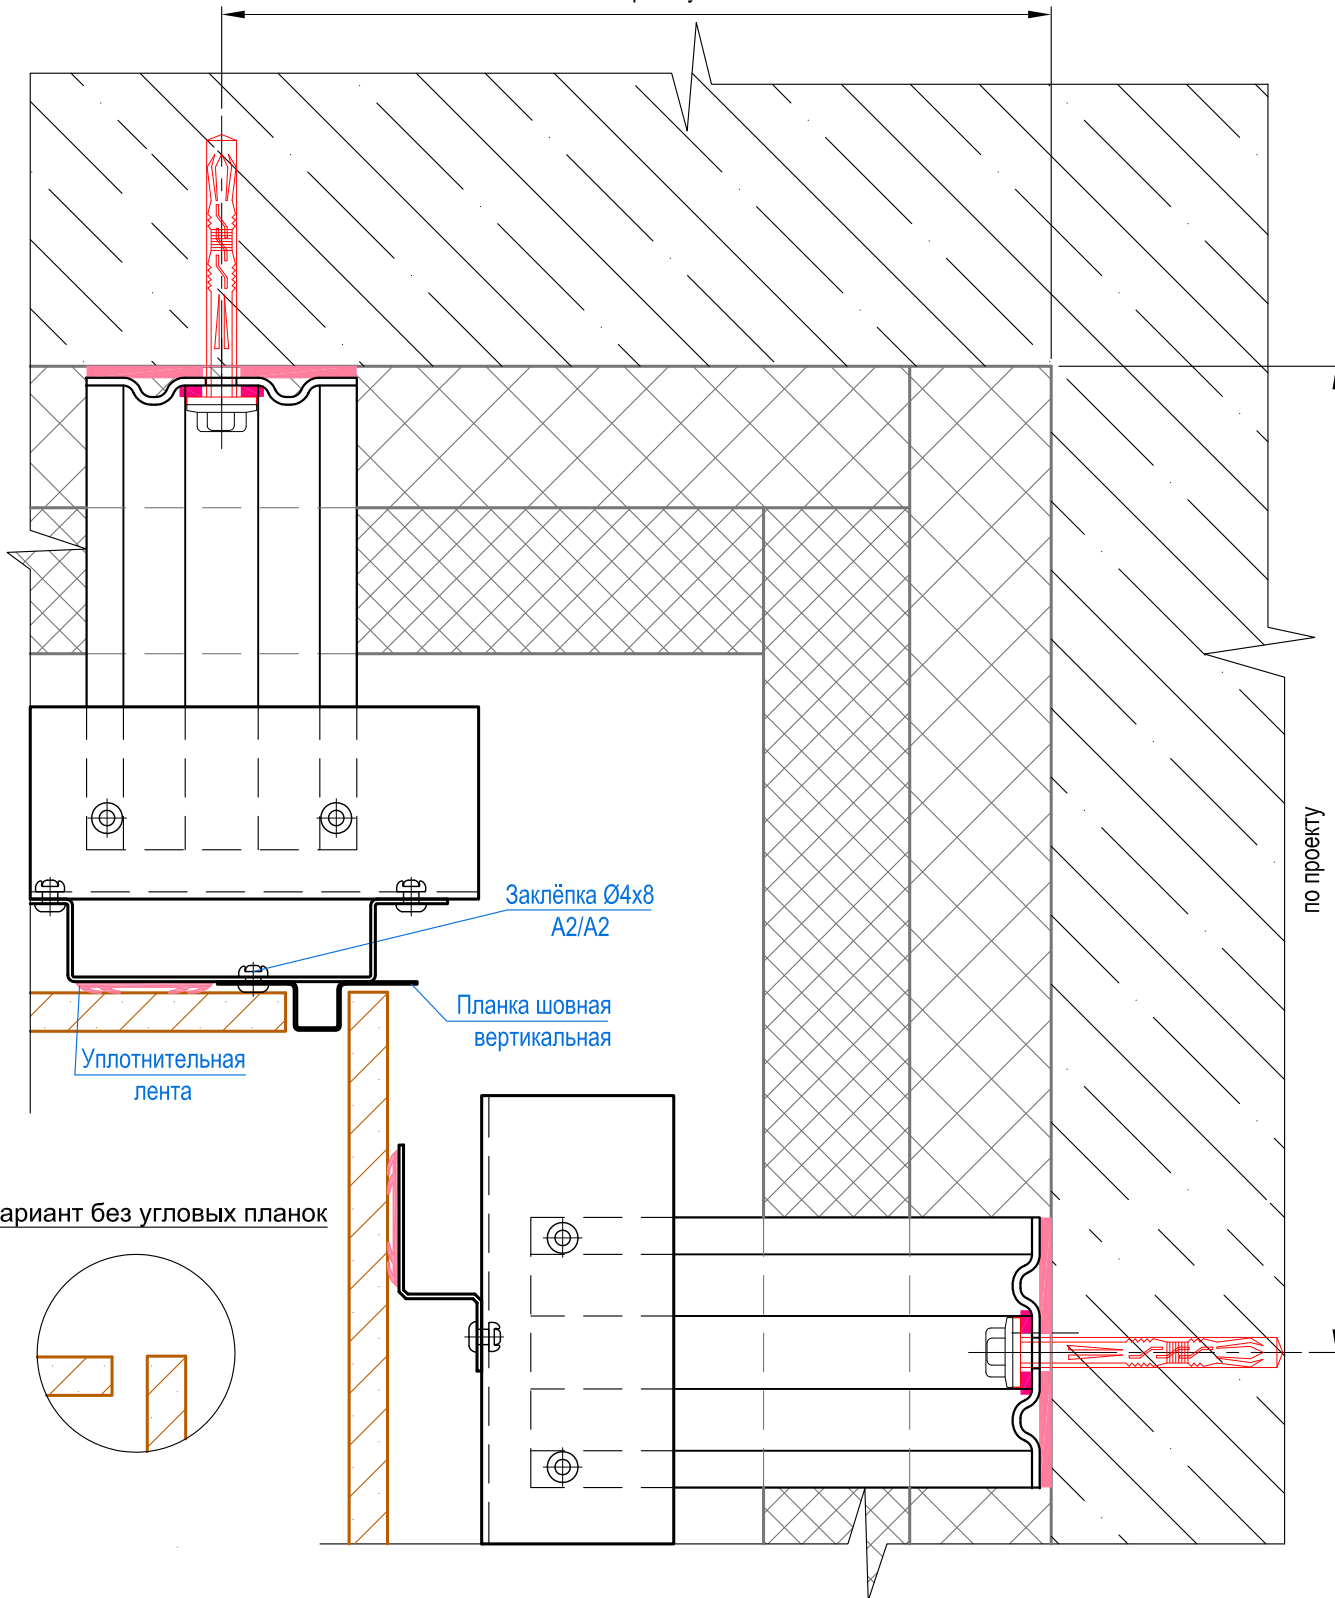 Заклёпка Ø4х8
А2/А2
Планка шовная
вертикальная
Уплотнительная
лента
по проекту
ариант без угловых планок